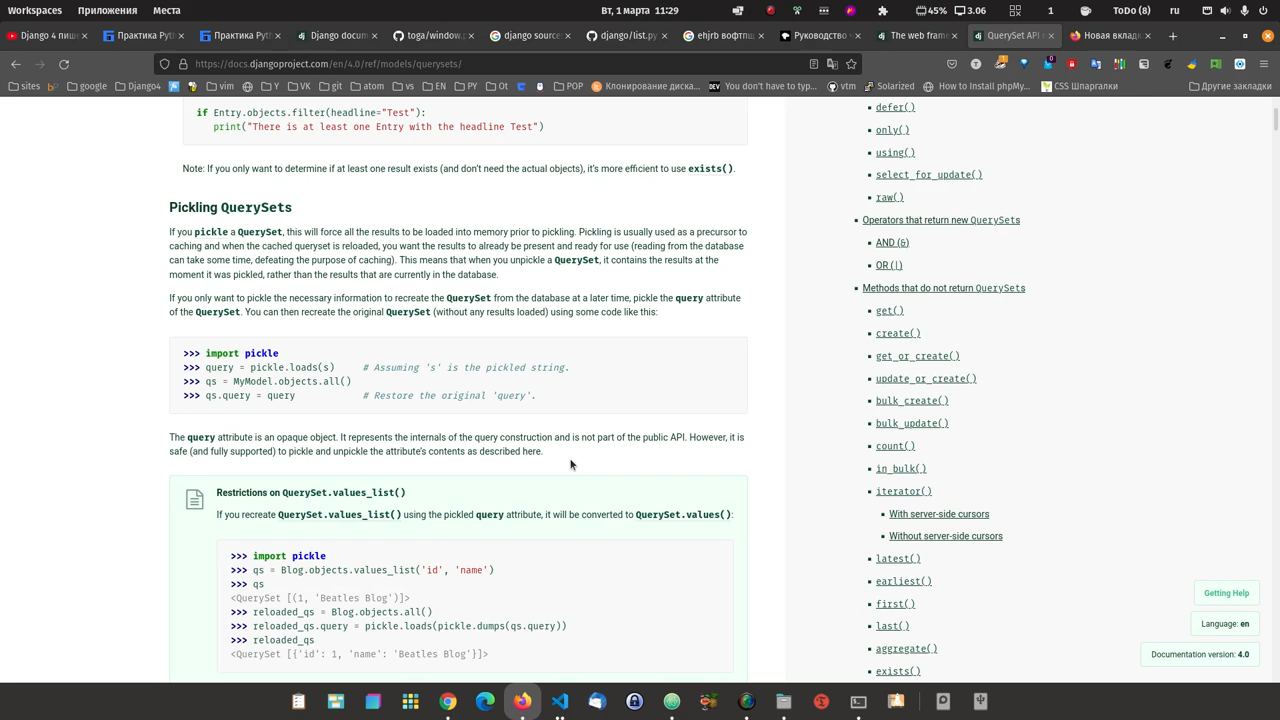 Workspaces Приложения Места Вт, 1 марта 11:29 45% 3.06 1 ToDo (8) ru
Django 4 пише Практика Pyt Практика Pyt Django docum toga/window.p django source django/list.py ehjrb вофтпщ Руководство The web frame QuerySet API Новая вклад
https://docs.djangoproject.com/en/4.0/ref/models/querysets/
sites google Django4 vim Y VK git atom vs EN PY Ot POP Клонирование диска... You don't have to typ... vtm Solarized How to Install phpMy... CSS Шпаргалки Другие закладки
if Entry.objects.filter(headline="Test"):
print("There is at least one Entry with the headline Test")
Note: If you only want to determine if at least one result exists (and don't need the actual objects), it's more efficient to use exists().
Pickling QuerySets
If you pickle a QuerySet, this will force all the results to be loaded into memory prior to pickling. Pickling is usually used as a precursor to
caching and when the cached queryset is reloaded, you want the results to already be present and ready for use (reading from the database
can take some time, defeating the purpose of caching). This means that when you unpickle a QuerySet, it contains the results at the
moment it was pickled, rather than the results that are currently in the database.
If you only want to pickle the necessary information to recreate the QuerySet from the database at a later time, pickle the query attribute
of the QuerySet. You can then recreate the original QuerySet (without any results loaded) using some code like this:
>>> import pickle
>>> query = pickle.loads(s) # Assuming 's' is the pickled string.
>>> qs = MyModel.objects.all()
>>> qs.query = query # Restore the original 'query'.
The query attribute is an opaque object. It represents the internals of the query construction and is not part of the public API. However, it is
safe (and fully supported) to pickle and unpickle the attribute's contents as described here.
Restrictions on QuerySet.values_list()
If you recreate QuerySet.values_list() using the pickled query attribute, it will be converted to QuerySet.values():
>>> import pickle
>>> qs = Blog.objects.values_list('id', 'name')
>>> qs
<QuerySet [(1, 'Beatles Blog')]>
>>> reloaded_qs = Blog.objects.all()
>>> reloaded_qs.query = pickle.loads(pickle.dumps(qs.query))
>>> reloaded_qs
<QuerySet [{'id': 1, 'name': 'Beatles Blog'}]>
defer()
only()
using()
select_for_update()
raw()
Operators that return new QuerySets
AND (&)
OR (|)
Methods that do not return QuerySets
get()
create()
get_or_create()
update_or_create()
bulk_create()
bulk_update()
count()
in_bulk()
iterator()
With server-side cursors
Without server-side cursors
latest()
earliest()
first()
last()
aggregate()
exists()
Getting Help
Language: en
Documentation version: 4.0